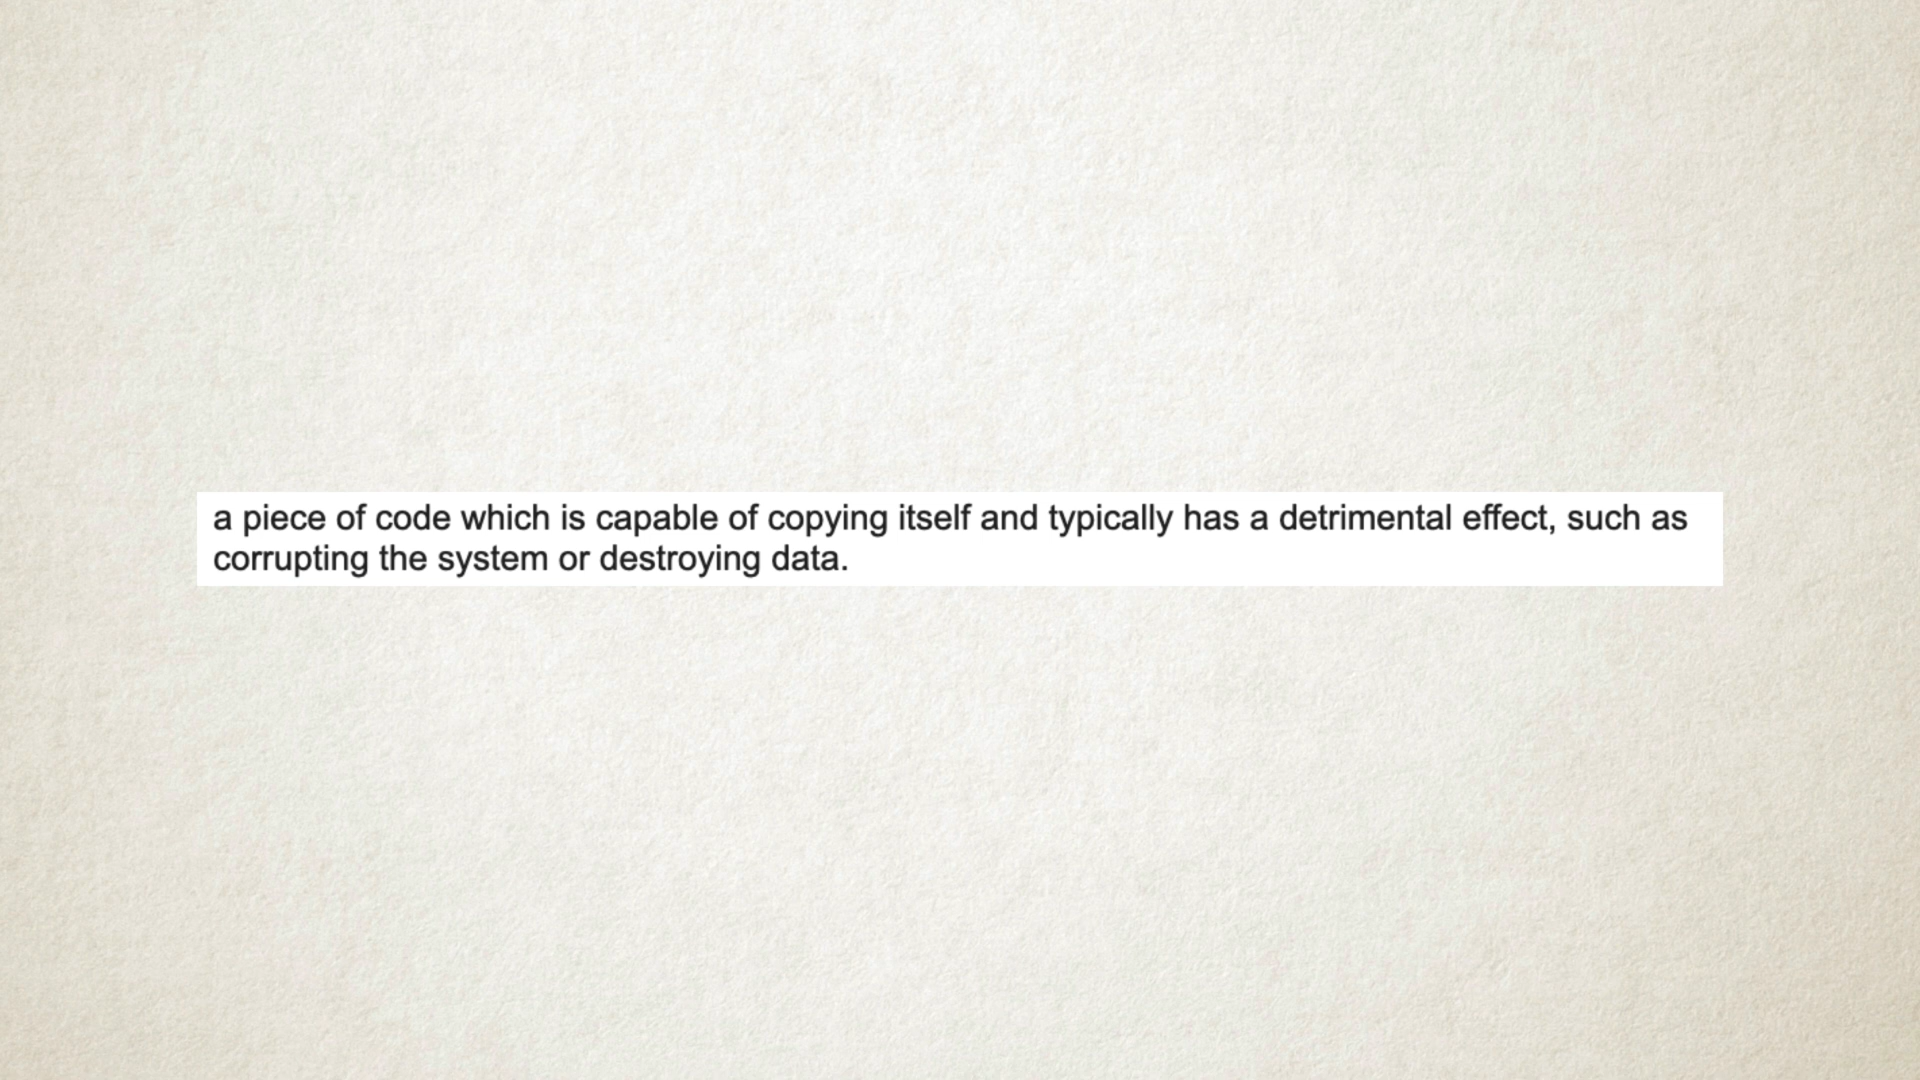 a piece of code which is capable of copying itself and typically has a detrimental effect, such as
corrupting the system or destroying data.